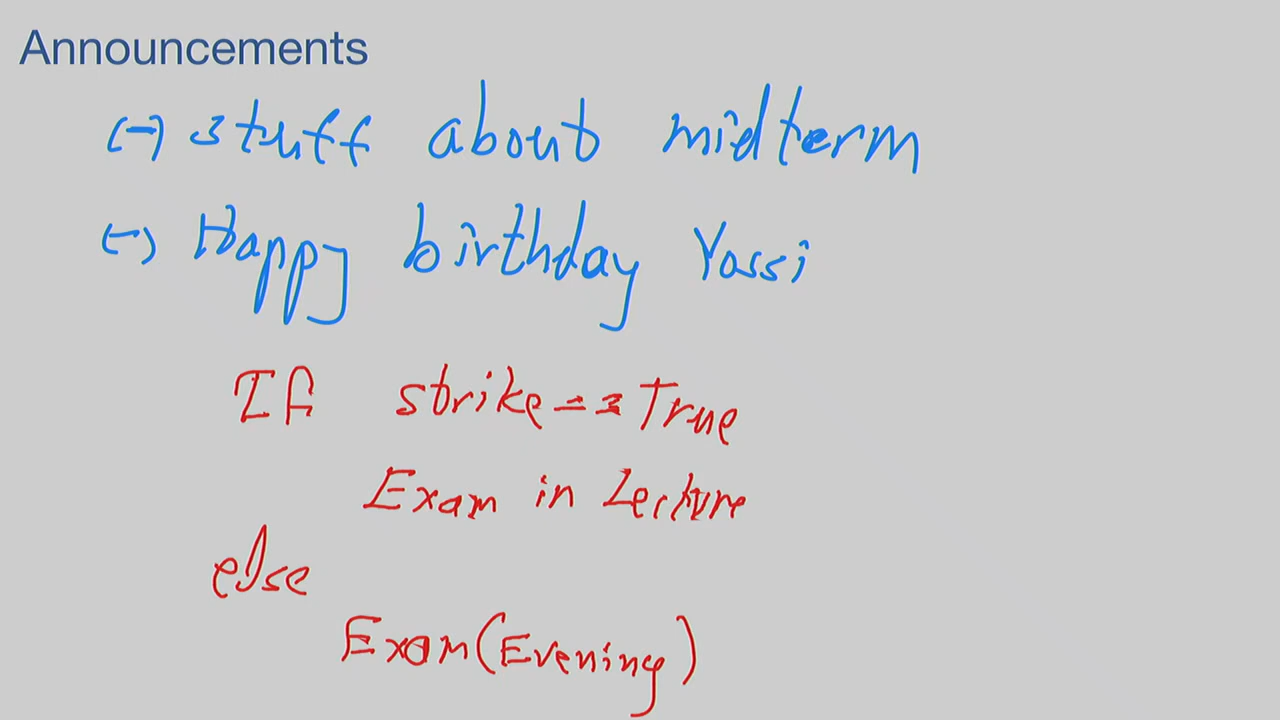 Announcements
(-) stuff about midterm
(-) Happy birthday Yossi
If strike == True
Exam in Lecture
else
Exam(Evening)